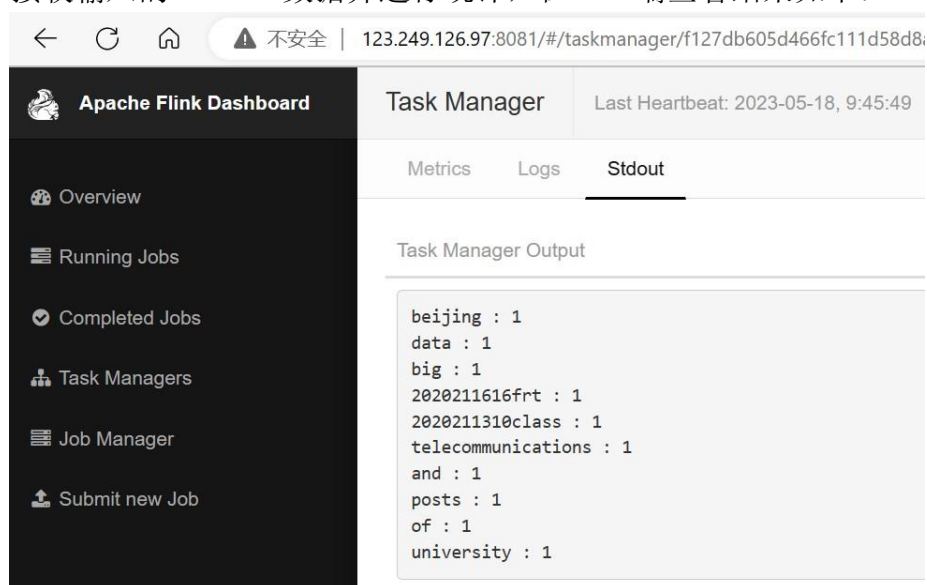 不安全 | 123.249.126.97:8081/#/taskmanager/f127db605d466fc111d58d8
Apache Flink Dashboard
Task Manager
Last Heartbeat: 2023-05-18, 9:45:49
Metrics Logs Stdout
Overview
Running Jobs
Completed Jobs
Task Managers
Job Manager
Submit new Job
Task Manager Output
beijing : 1
data : 1
big : 1
2020211616frt : 1
2020211310class : 1
telecommunications : 1
and : 1
posts : 1
of : 1
university : 1